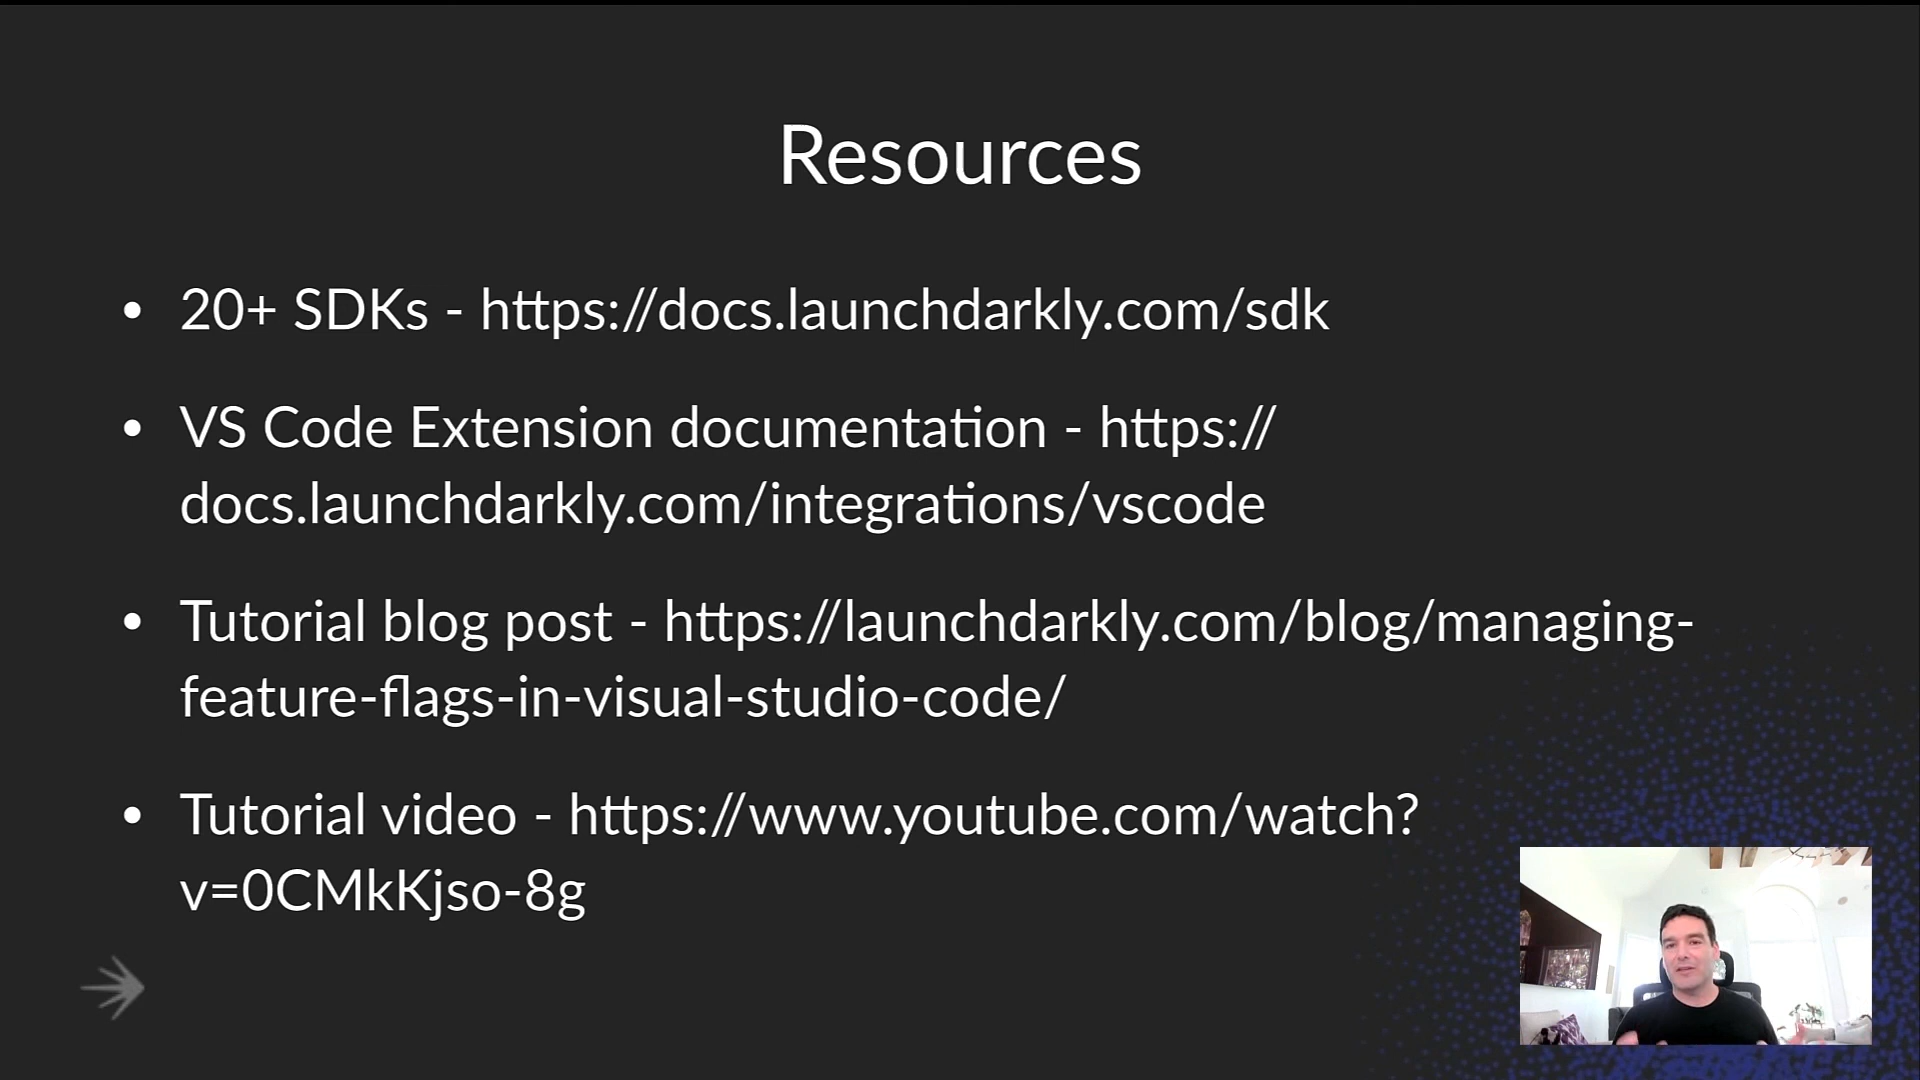 Resources
• 20+ SDKs - https://docs.launchdarkly.com/sdk
• VS Code Extension documentation - https://
docs.launchdarkly.com/integrations/vscode
• Tutorial blog post - https://launchdarkly.com/blog/managing-
feature-flags-in-visual-studio-code/
• Tutorial video - https://www.youtube.com/watch?
v=0CMkKjso-8g